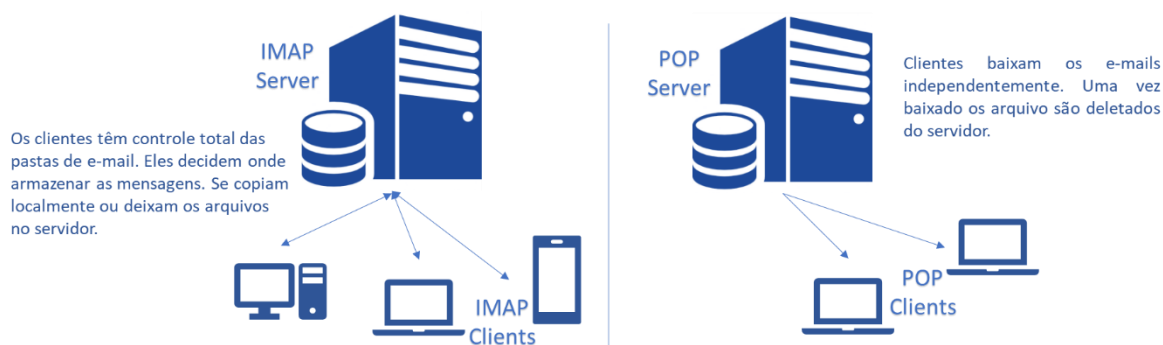 IMAP
Server
Os clientes têm controle total das
pastas de e-mail. Eles decidem onde
armazenar as mensagens. Se copiam
localmente ou deixam os arquivos
no servidor.
IMAP
Clients
POP
Server
Clientes baixam os e-mails
independentemente. Uma vez
baixado os arquivo são deletados
do servidor.
POP
Clients